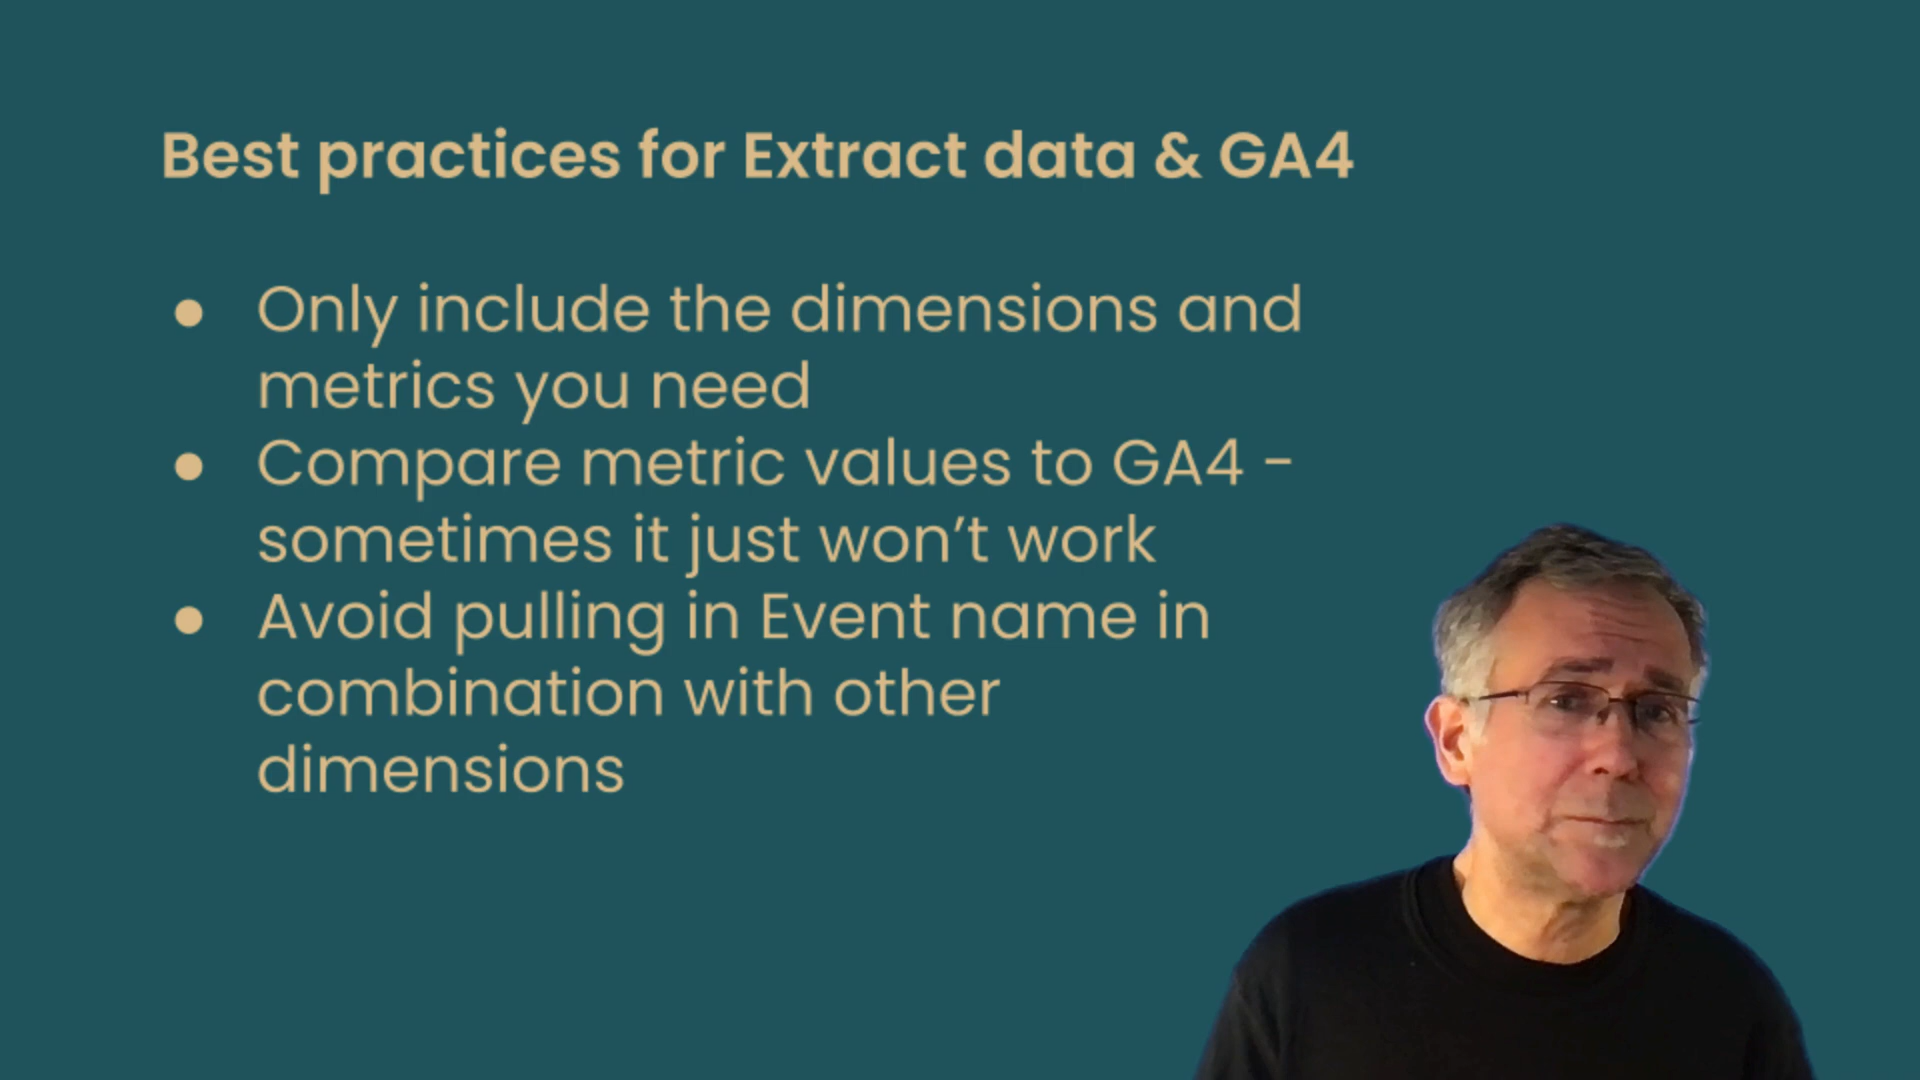 Best practices for Extract data & GA4
● Only include the dimensions and
metrics you need
● Compare metric values to GA4 -
sometimes it just won’t work
● Avoid pulling in Event name in
combination with other
dimensions